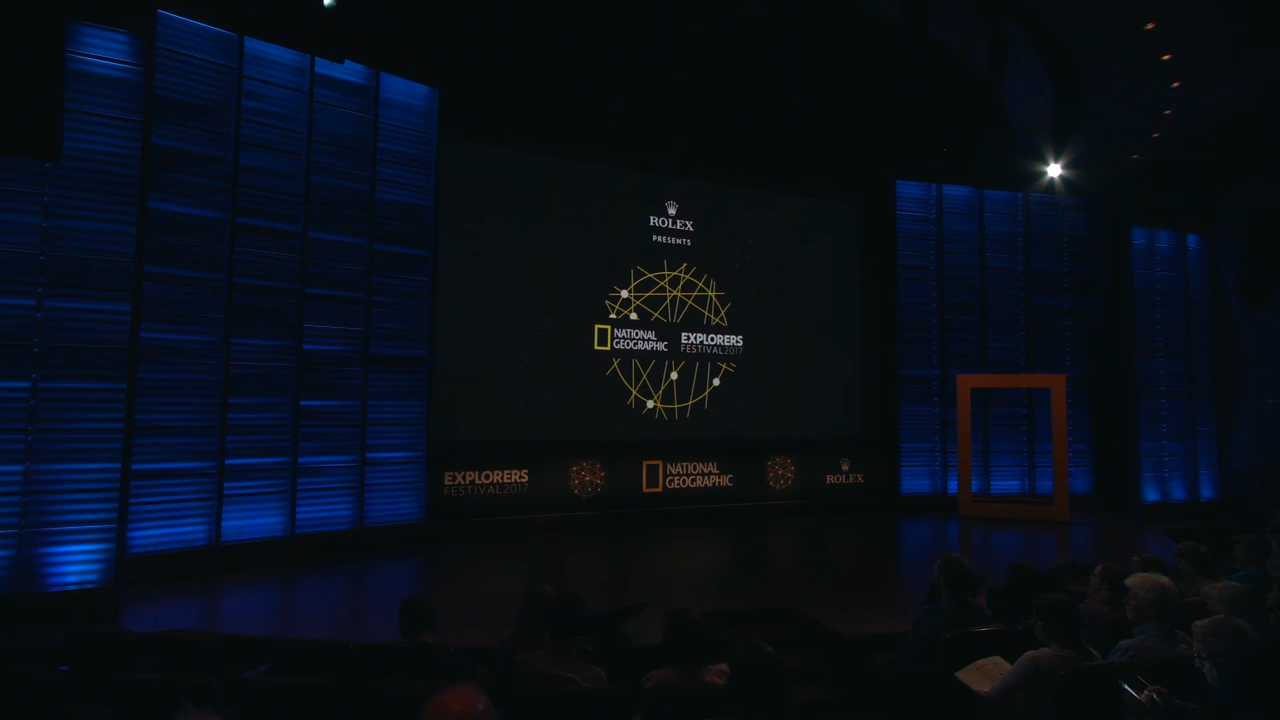 ROLEX
PRESENTS
NATIONAL
GEOGRAPHIC
EXPLORERS
FESTIVAL2017
EXPLORERS
FESTIVAL2017
NATIONAL
GEOGRAPHIC
ROLEX